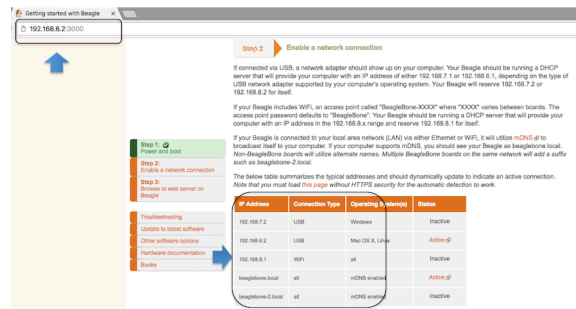 Getting started with Beagle
192.168.6.2:3000
Step 2
Enable a network connection
If connected via USB, a network adapter should show up on your computer. Your Beagle should be running a DHCP
server that will provide your computer with an IP address of either 192.168.7.1 or 192.168.6.1, depending on the type of
USB network adapter supported by your computer's operating system. Your Beagle will reserve 192.168.7.2 or
192.168.6.2 for itself.
If your Beagle includes WiFi, an access point called "BeagleBone-XXXX" where "XXXX" varies between boards. The
access point password defaults to "BeagleBone". Your Beagle should be running a DHCP server that will provide your
computer with an IP address in the 192.168.8.x range and reserve 192.168.8.1 for itself.
If your Beagle is connected to your local area network (LAN) via either Ethernet or WiFi, it will utilize mDNS to
broadcast itself to your computer. If your computer supports mDNS, you should see your Beagle as beaglebone.local.
Non-BeagleBone boards will utilize alternate names. Multiple BeagleBone boards on the same network will add a suffix
such as beaglebone-2.local.
The below table summarizes the typical addresses and should dynamically update to indicate an active connection.
Note that you must load this page without HTTPS security for the automatic detection to work.
Step 1:
Power and boot
Step 2:
Enable a network connection
Step 3:
Browse to web server on
Beagle
Troubleshooting
Update to latest software
Other software options
Hardware documentation
Books
IP Address Connection Type Operating System(s) Status
192.168.7.2 USB Windows Inactive
192.168.6.2 USB Mac OS X, Linux Active
192.168.8.1 WiFi all Inactive
beaglebone.local all mDNS enabled Active
beaglebone-2.local all mDNS enabled Inactive